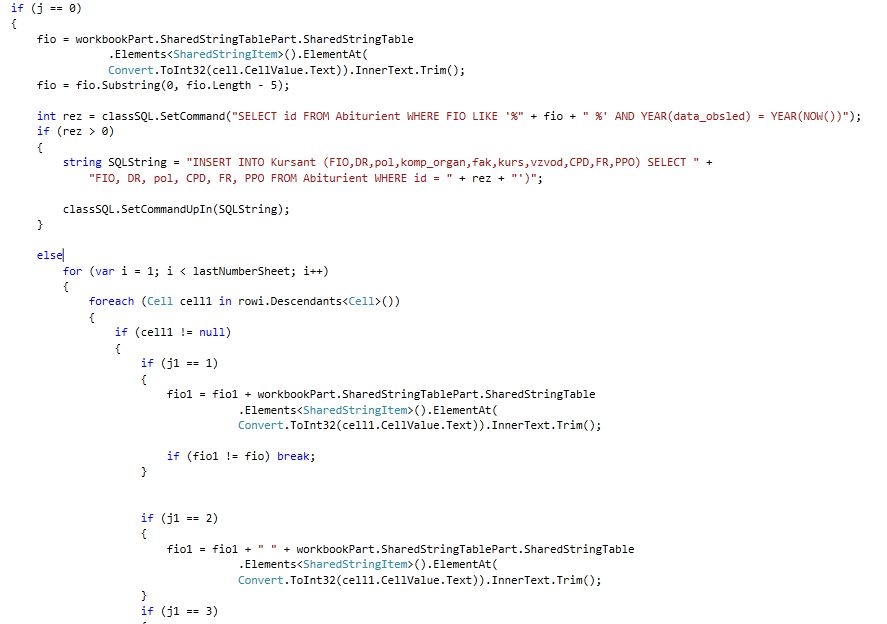 if (j == 0)
{
fio = workbookPart.SharedStringTablePart.SharedStringTable
.Elements<SharedStringItem>().ElementAt(
Convert.ToInt32(cell.CellValue.Text)).InnerText.Trim();
fio = fio.Substring(0, fio.Length - 5);
int rez = classSQL.SetCommand("SELECT id FROM Abiturient WHERE FIO LIKE '%" + fio + " %' AND YEAR(data_obsled) = YEAR(NOW())");
if (rez > 0)
{
string SQLString = "INSERT INTO Kursant (FIO,DR,pol,komp_organ,fak,kurs,vzvod,CPD,FR,PPO) SELECT " +
"FIO, DR, pol, CPD, FR, PPO FROM Abiturient WHERE id = " + rez + "')";
classSQL.SetCommandUpIn(SQLString);
}
else
for (var i = 1; i < lastNumberSheet; i++)
{
foreach (Cell cell1 in rowi.Descendants<Cell>())
{
if (cell1 != null)
{
if (j1 == 1)
{
fio1 = fio1 + workbookPart.SharedStringTablePart.SharedStringTable
.Elements<SharedStringItem>().ElementAt(
Convert.ToInt32(cell1.CellValue.Text)).InnerText.Trim();
if (fio1 != fio) break;
}
if (j1 == 2)
{
fio1 = fio1 + " " + workbookPart.SharedStringTablePart.SharedStringTable
.Elements<SharedStringItem>().ElementAt(
Convert.ToInt32(cell1.CellValue.Text)).InnerText.Trim();
}
if (j1 == 3)
{